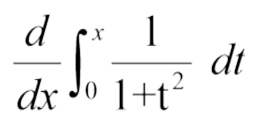 d/dx ∫₀ˣ 1/(1+t²) dt